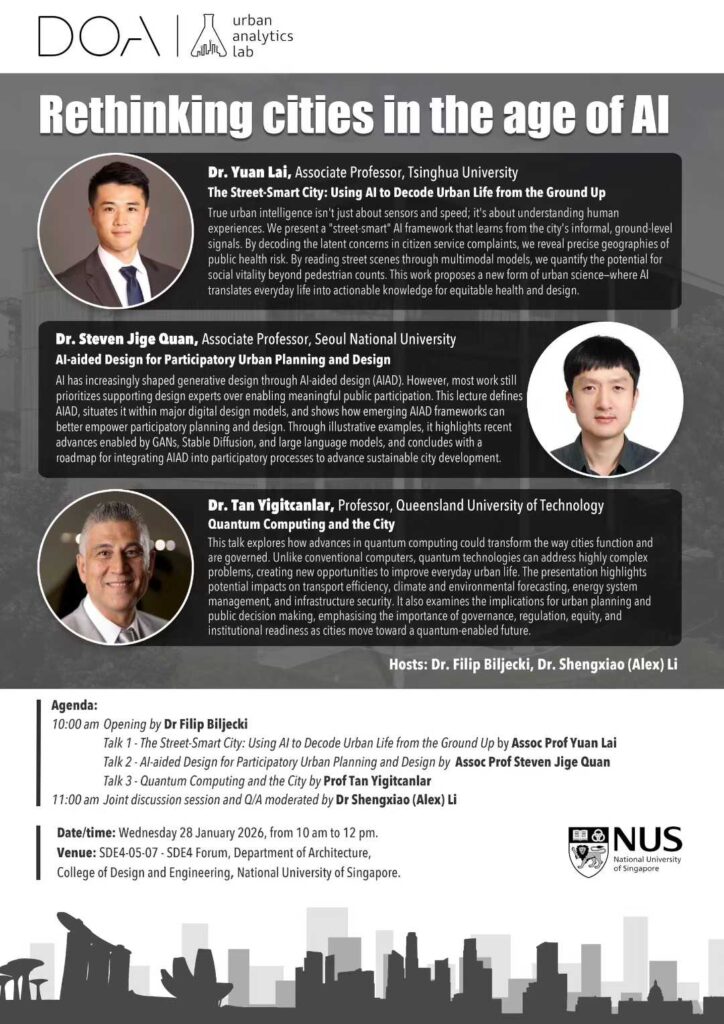 DOA
urban
analytics
lab
Rethinking cities in the age of AI
Dr. Yuan Lai, Associate Professor, Tsinghua University
The Street-Smart City: Using AI to Decode Urban Life from the Ground Up
True urban intelligence isn't just about sensors and speed; it's about understanding human
experiences. We present a "street-smart" AI framework that learns from the city's informal, ground-level
signals. By decoding the latent concerns in citizen service complaints, we reveal precise geographies of
public health risk. By reading street scenes through multimodal models, we quantify the potential for
social vitality beyond pedestrian counts. This work proposes a new form of urban science—where AI
translates everyday life into actionable knowledge for equitable health and design.
Dr. Steven Jige Quan, Associate Professor, Seoul National University
AI-aided Design for Participatory Urban Planning and Design
AI has increasingly shaped generative design through AI-aided design (AIAD). However, most work still
prioritizes supporting design experts over enabling meaningful public participation. This lecture defines
AIAD, situates it within major digital design models, and shows how emerging AIAD frameworks can
better empower participatory planning and design. Through illustrative examples, it highlights recent
advances enabled by GANs, Stable Diffusion, and large language models, and concludes with a
roadmap for integrating AIAD into participatory processes to advance sustainable city development.
Dr. Tan Yigitcanlar, Professor, Queensland University of Technology
Quantum Computing and the City
This talk explores how advances in quantum computing could transform the way cities function and
are governed. Unlike conventional computers, quantum technologies can address highly complex
problems, creating new opportunities to improve everyday urban life. The presentation highlights
potential impacts on transport efficiency, climate and environmental forecasting, energy system
management, and infrastructure security. It also examines the implications for urban planning and
public decision making, emphasising the importance of governance, regulation, equity, and
institutional readiness as cities move toward a quantum-enabled future.
Hosts: Dr. Filip Biljecki, Dr. Shengxiao (Alex) Li
Agenda:
10:00 am Opening by Dr Filip Biljecki
Talk 1 - The Street-Smart City: Using AI to Decode Urban Life from the Ground Up by Assoc Prof Yuan Lai
Talk 2 - AI-aided Design for Participatory Urban Planning and Design by Assoc Prof Steven Jige Quan
Talk 3 - Quantum Computing and the City by Prof Tan Yigitcanlar
11:00 am Joint discussion session and Q/A moderated by Dr Shengxiao (Alex) Li
Date/time: Wednesday 28 January 2026, from 10 am to 12 pm.
Venue: SDE4-05-07 - SDE4 Forum, Department of Architecture,
College of Design and Engineering, National University of Singapore.
NUS
National University
of Singapore